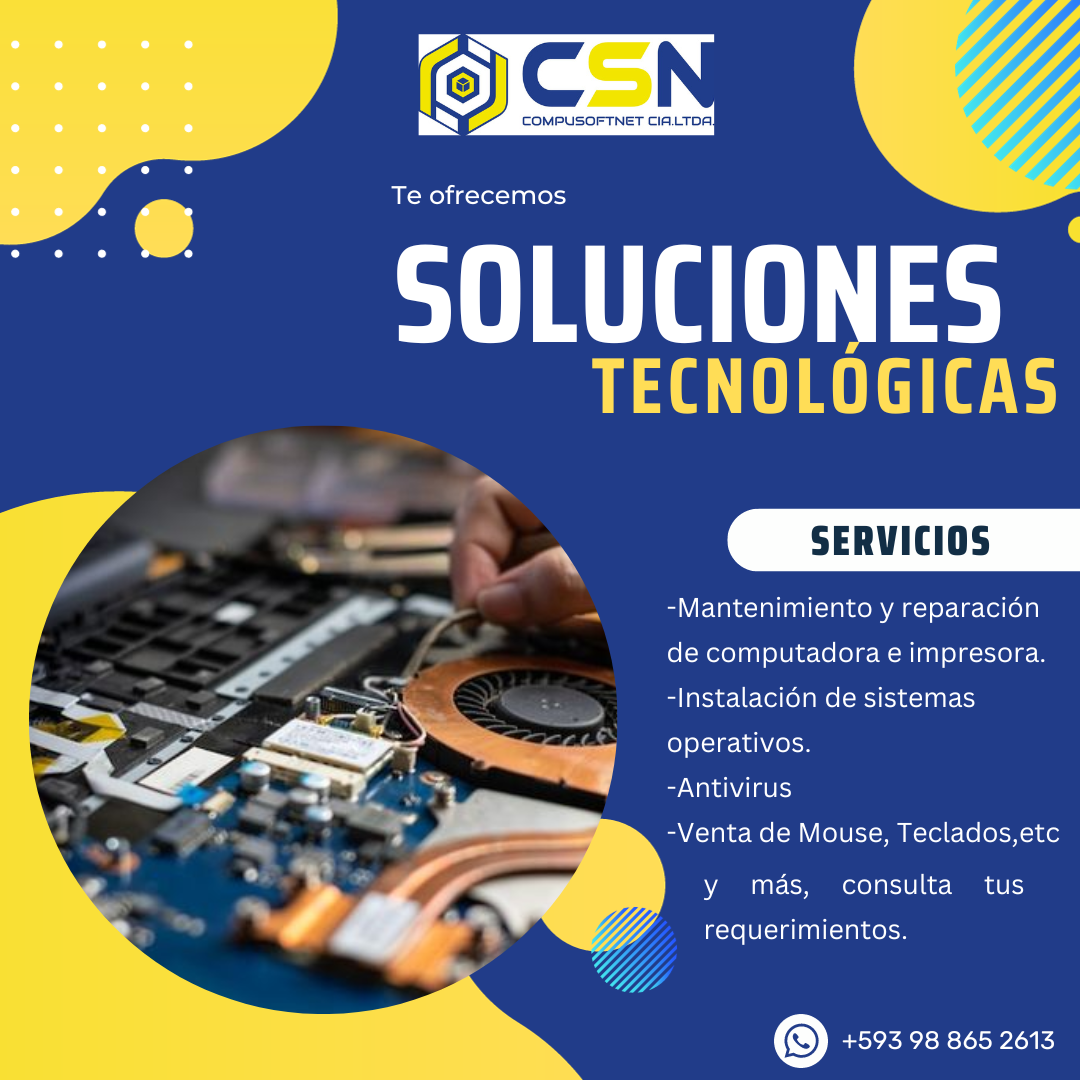 CSN
COMPUSOFTNET CIA.LTDA.
Te ofrecemos
SOLUCIONES
TECNOLÓGICAS
SERVICIOS
-Mantenimiento y reparación
de computadora e impresora.
-Instalación de sistemas
operativos.
-Antivirus
-Venta de Mouse, Teclados,etc
y más, consulta tus
requerimientos.
+593 98 865 2613